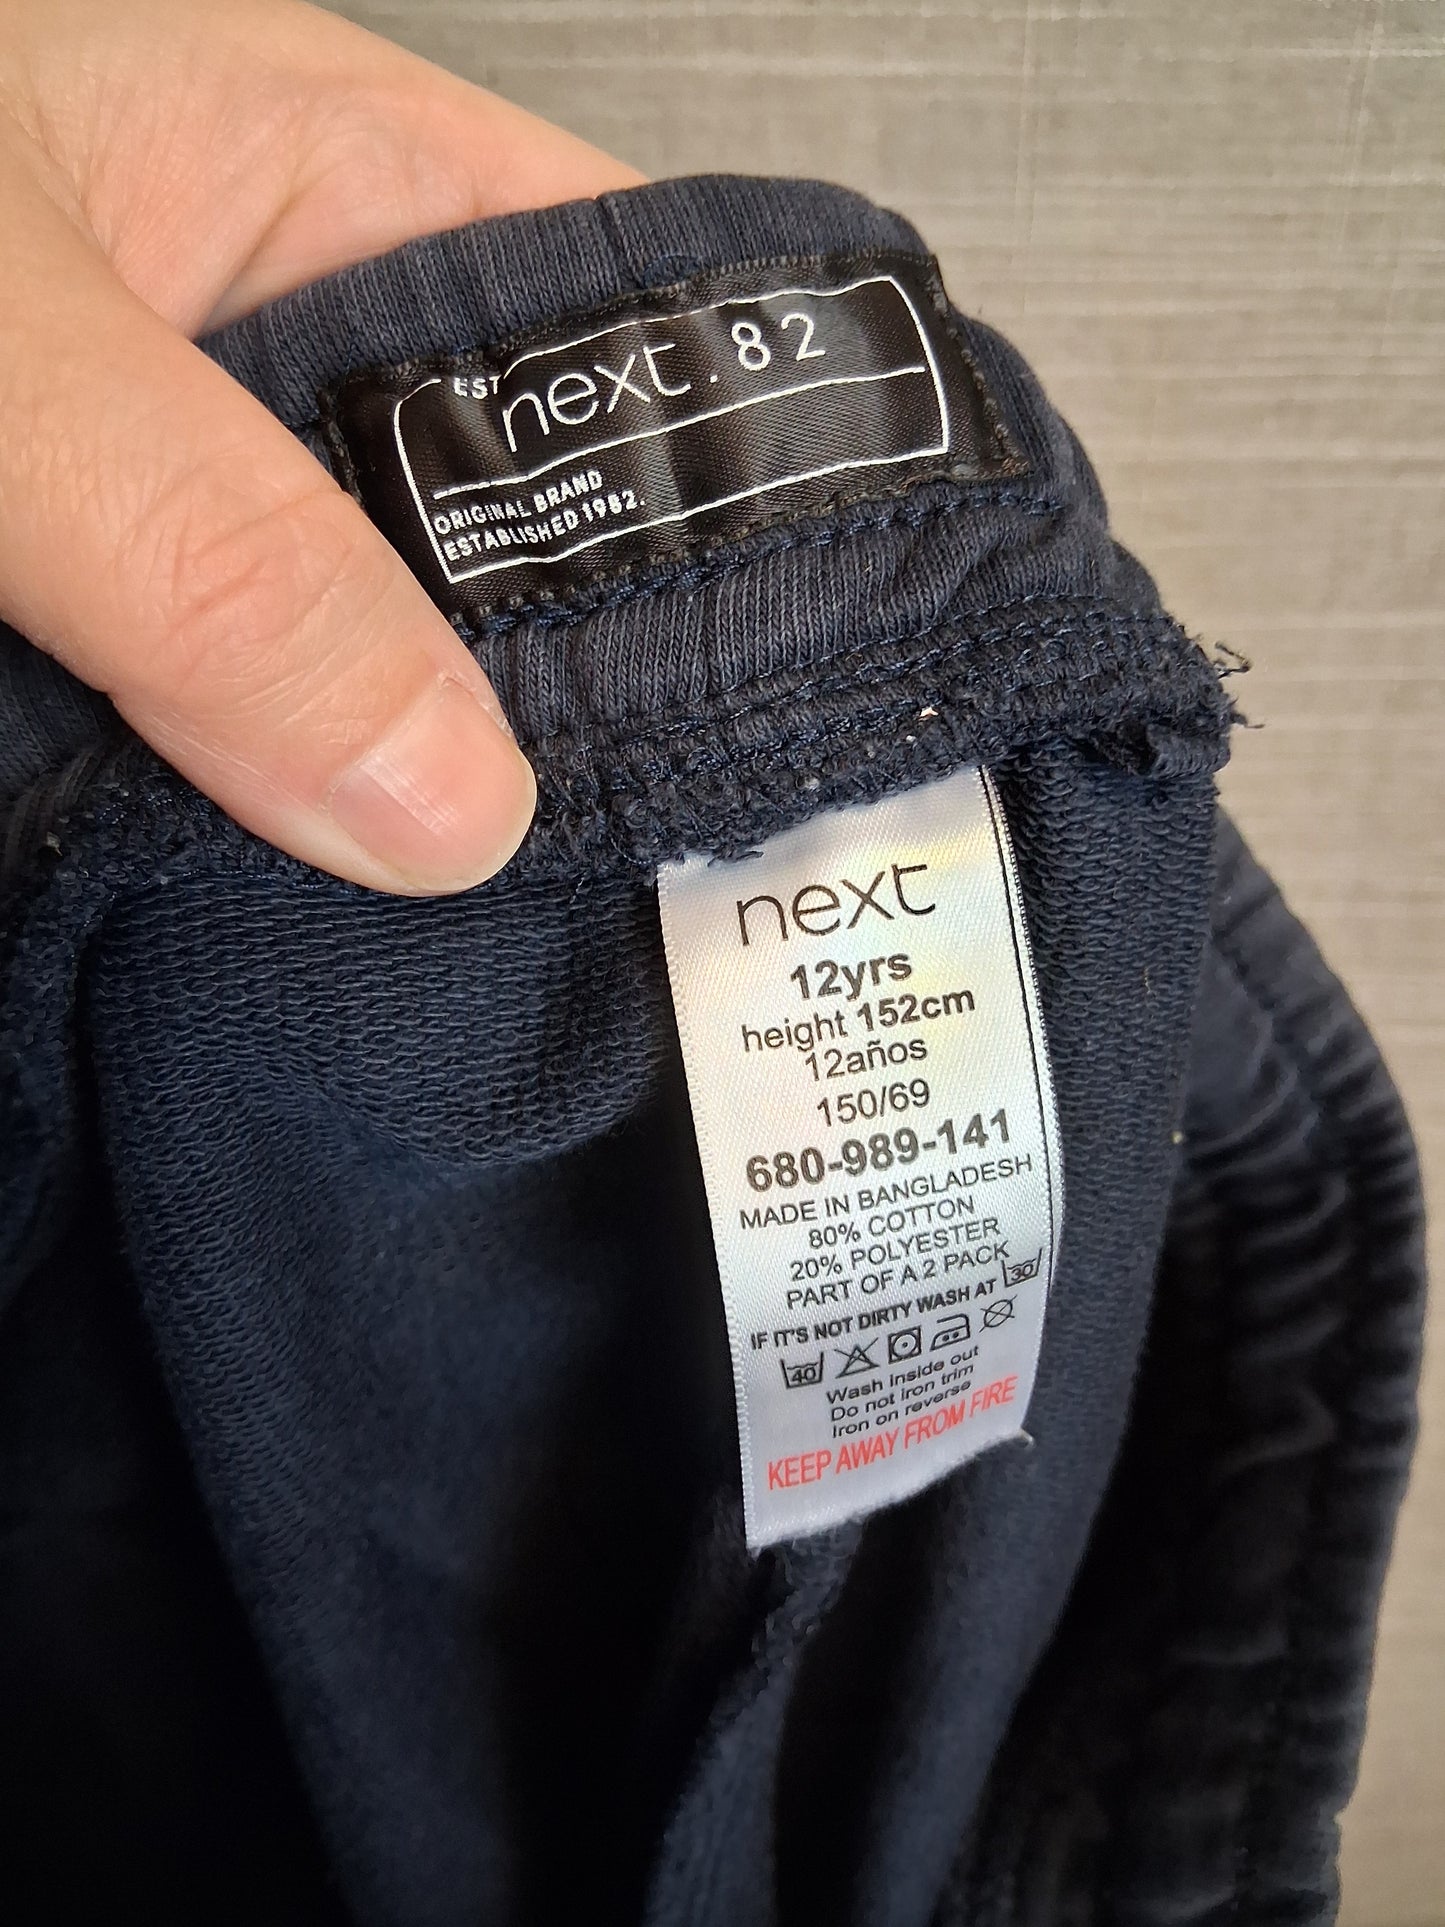 EST next. 82
ORIGINAL BRAND
ESTABLISHED 1982.
next
12yrs
height 152cm
12años
150/69
680-989-141
MADE IN BANGLADESH
80% COTTON
20% POLYESTER
PART OF A 2 PACK
IF IT'S NOT DIRTY WASH AT 30
40
Wash inside out
Do not iron trim
Iron on reverse
KEEP AWAY FROM FIRE